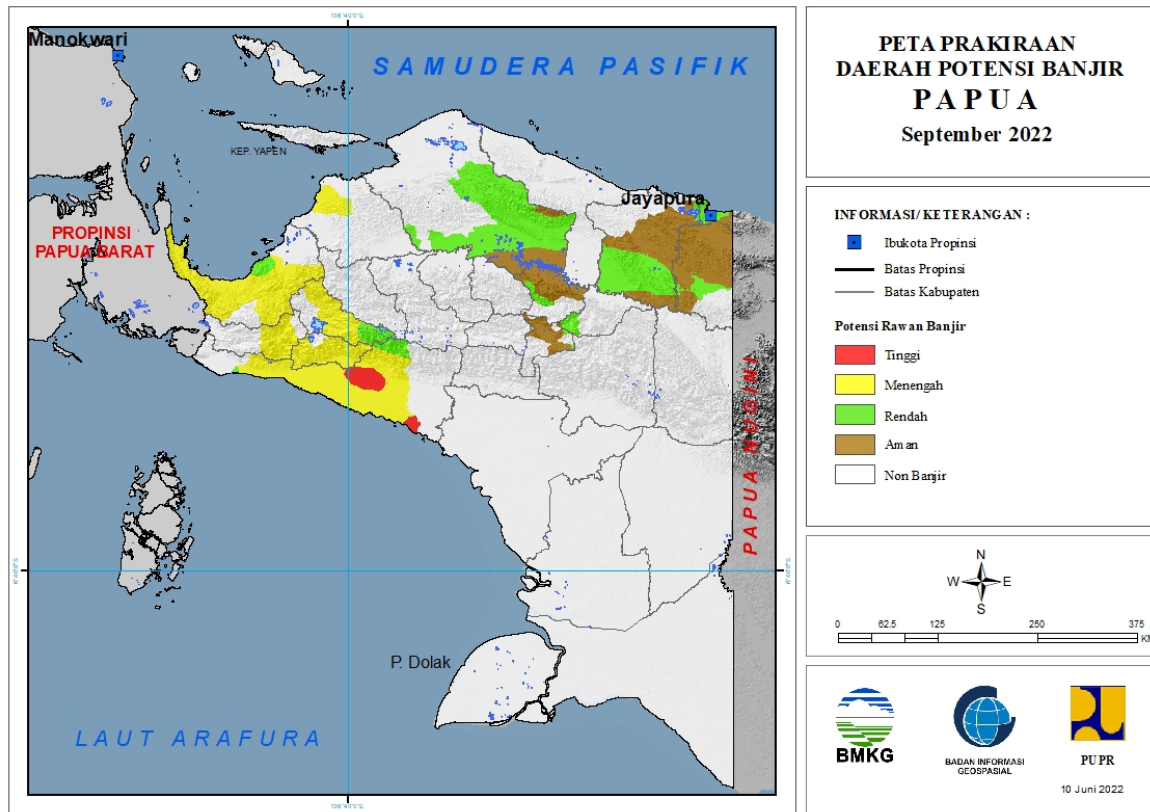 Manokwari
SAMUDERA PASIFIK
KEP. YAPEN
Jayapura
PROPINSI
PAPUA BARAT
PAPUA NUGINI
P. Dolak
LAUT ARAFURA
PETA PRAKIRAAN
DAERAH POTENSI BANJIR
PAPUA
September 2022
INFORMASI/ KETERANGAN :
Ibukota Propinsi
Batas Propinsi
Batas Kabupaten
Potensi Rawan Banjir
Tinggi
Menengah
Rendah
Aman
Non Banjir
N
W E
S
0 62.5 125 250 375
KM
BMKG
BADAN INFORMASI
GEOSPASIAL
PUPR
10 Juni 2022